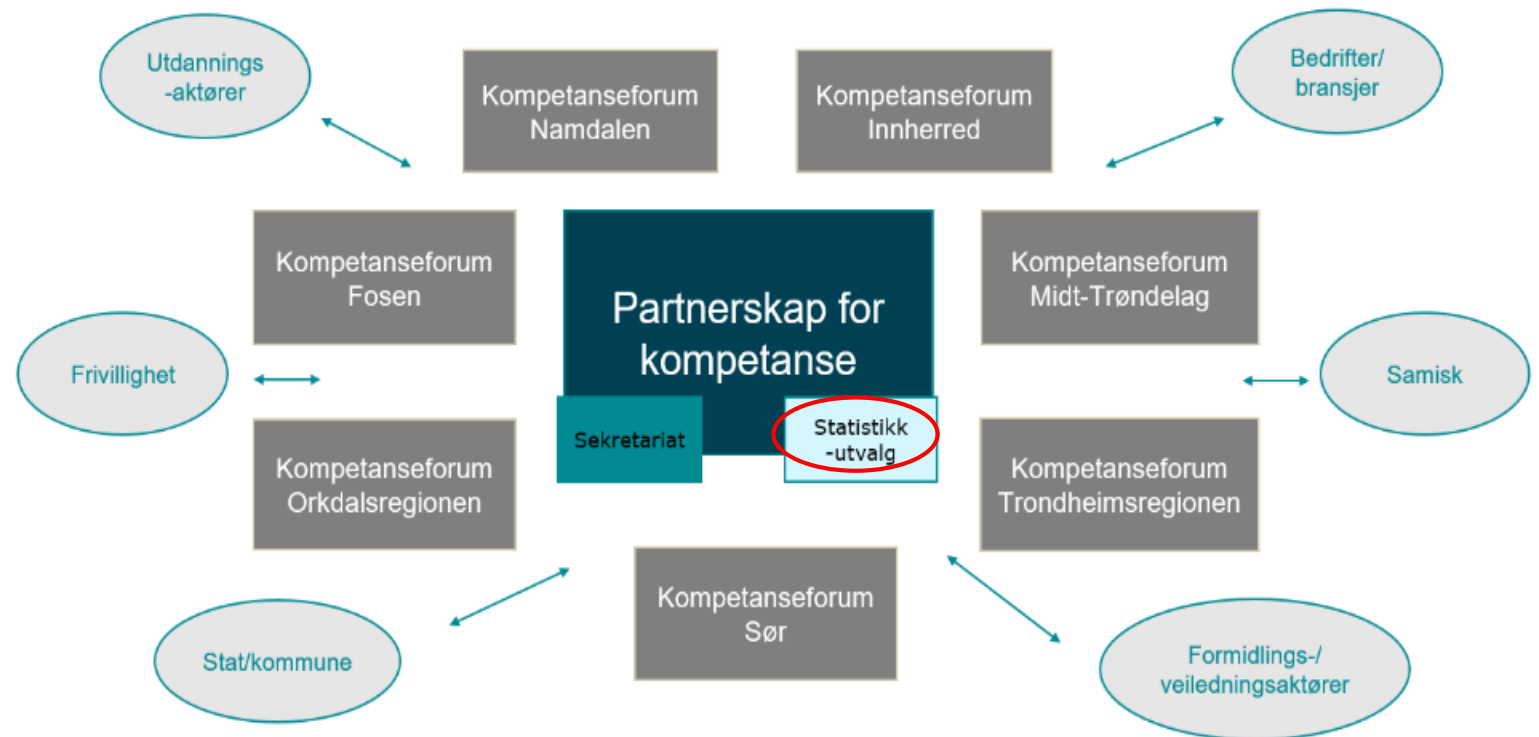 Utdannings
-aktører
Kompetanseforum
Namdalen
Kompetanseforum
Innherred
Bedrifter/
bransjer
Kompetanseforum
Fosen
Partnerskap for
kompetanse
Kompetanseforum
Midt-Trøndelag
Frivillighet
Samisk
Sekretariat
Statistikk
-utvalg
Kompetanseforum
Orkdalsregionen
Kompetanseforum
Trondheimsregionen
Kompetanseforum
Sør
Stat/kommune
Formidlings-/
veiledningsaktører